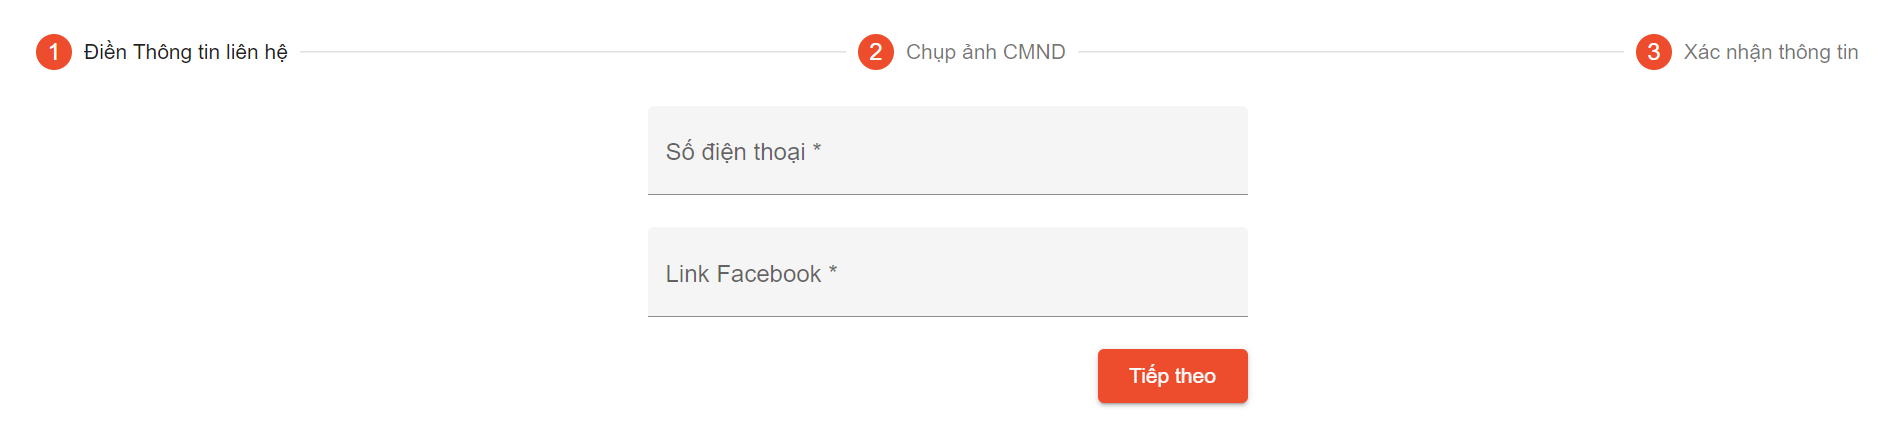 1 Điền Thông tin liên hệ 2 Chụp ảnh CMND 3 Xác nhận thông tin
Số điện thoại *
Link Facebook *
Tiếp theo